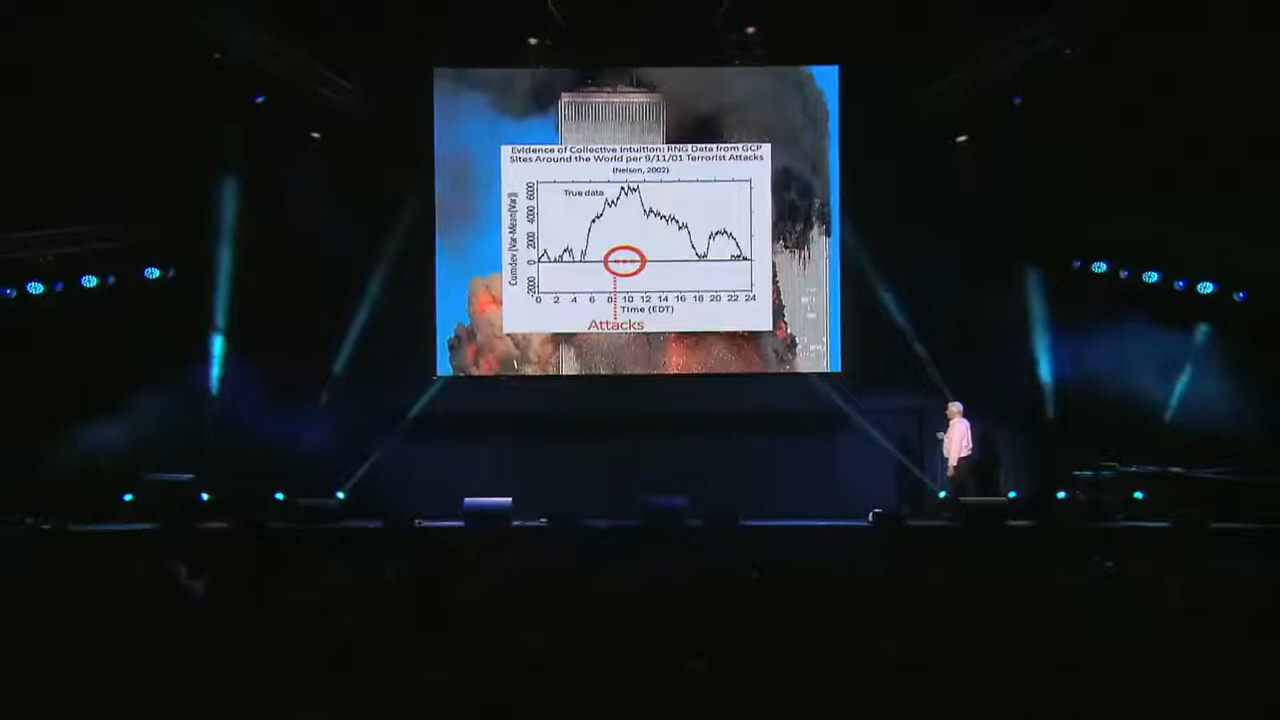 Evidence of Collective Intuition: RNG Data from GCP
Sites Around the World per 9/11/01 Terrorist Attacks
(Nelson, 2002)
True data
Cumdev [Var-Mean(Var)]
6000
4000
2000
0
-2000
0 2 4 6 8 10 12 14 16 18 20 22 24
Time (EDT)
Attacks